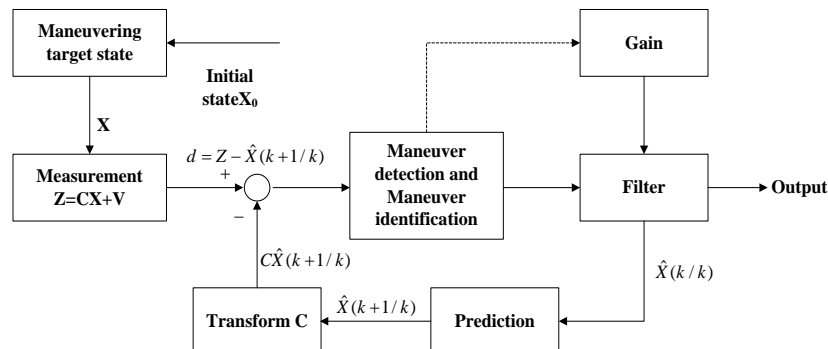 Maneuvering
target state
Gain
Initial
stateX₀
X
d = Z − X̂(k+1/k)
Measurement
Z=CX+V
+
−
Maneuver
detection and
Maneuver
identification
Filter
Output
CX̂(k+1/k)
X̂(k/k)
Transform C
X̂(k+1/k)
Prediction